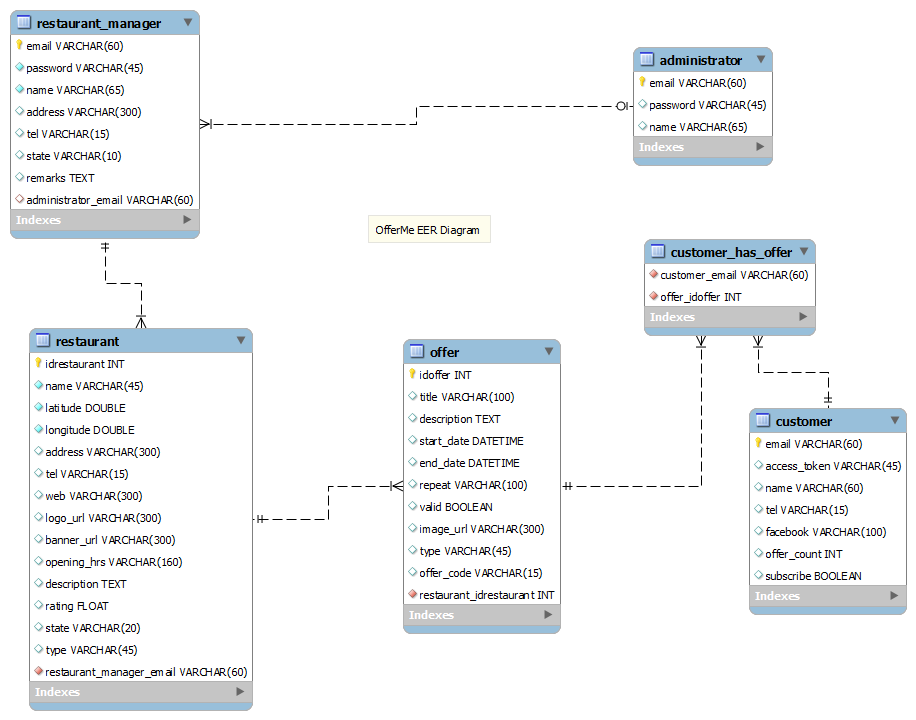 restaurant_manager
email VARCHAR(60)
password VARCHAR(45)
name VARCHAR(65)
address VARCHAR(300)
tel VARCHAR(15)
state VARCHAR(10)
remarks TEXT
administrator_email VARCHAR(60)
Indexes
administrator
email VARCHAR(60)
password VARCHAR(45)
name VARCHAR(65)
Indexes
OfferMe EER Diagram
customer_has_offer
customer_email VARCHAR(60)
offer_idoffer INT
Indexes
restaurant
idrestaurant INT
name VARCHAR(45)
latitude DOUBLE
longitude DOUBLE
address VARCHAR(300)
tel VARCHAR(15)
web VARCHAR(300)
logo_url VARCHAR(300)
banner_url VARCHAR(300)
opening_hrs VARCHAR(160)
description TEXT
rating FLOAT
state VARCHAR(20)
type VARCHAR(45)
restaurant_manager_email VARCHAR(60)
Indexes
offer
idoffer INT
title VARCHAR(100)
description TEXT
start_date DATETIME
end_date DATETIME
repeat VARCHAR(100)
valid BOOLEAN
image_url VARCHAR(300)
type VARCHAR(45)
offer_code VARCHAR(15)
restaurant_idrestaurant INT
Indexes
customer
email VARCHAR(60)
access_token VARCHAR(45)
name VARCHAR(60)
tel VARCHAR(15)
facebook VARCHAR(100)
offer_count INT
subscribe BOOLEAN
Indexes